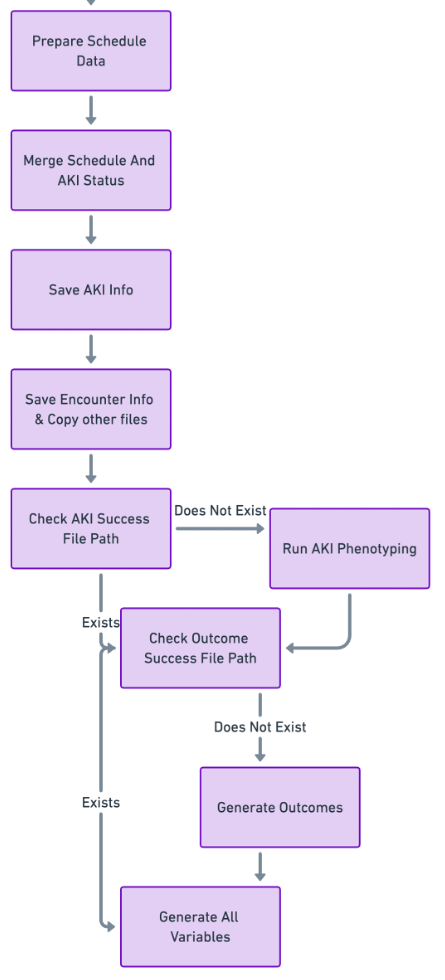 Prepare Schedule
Data
Merge Schedule And
AKI Status
Save AKI Info
Save Encounter Info
& Copy other files
Check AKI Success
File Path
Does Not Exist
Run AKI Phenotyping
Exists
Check Outcome
Success File Path
Does Not Exist
Generate Outcomes
Exists
Generate All
Variables